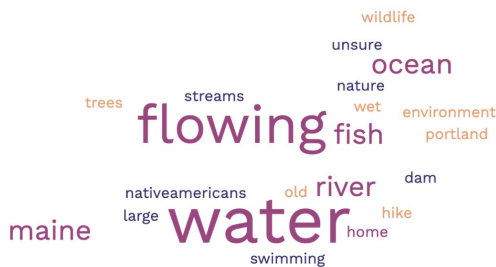 wildlife
unsure
ocean
nature
trees
streams
wet
environment
flowing
fish
portland
dam
nativeamericans
old
river
large
water
hike
maine
home
swimming